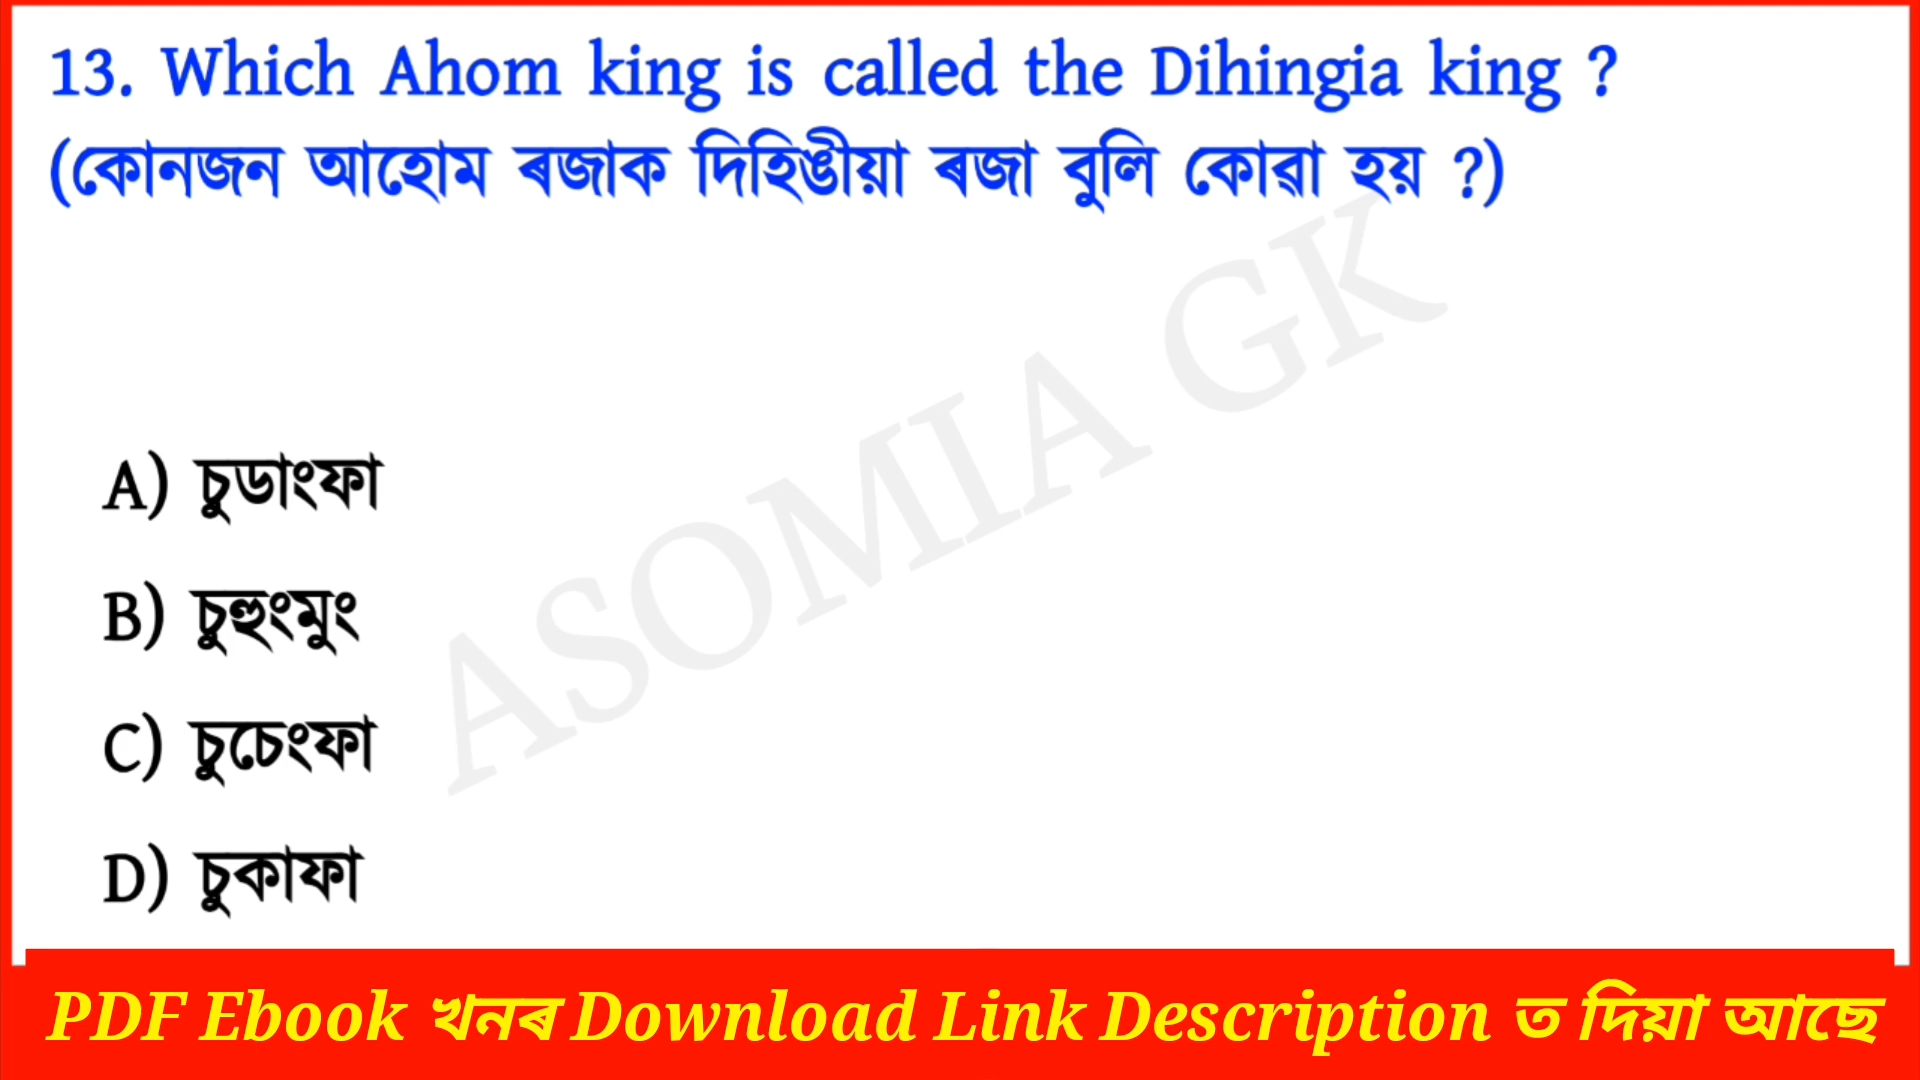 13. Which Ahom king is called the Dihingia king ?
(কোনজন আহোম ৰজাক দিহিঙীয়া ৰজা বুলি কোৱা হয় ?)
ASOMIA GK
A) চুডাংফা
B) চুহুংমুং
C) চুচেংফা
D) চুকাফা
PDF Ebook খনৰ Download Link Description ত দিয়া আছে